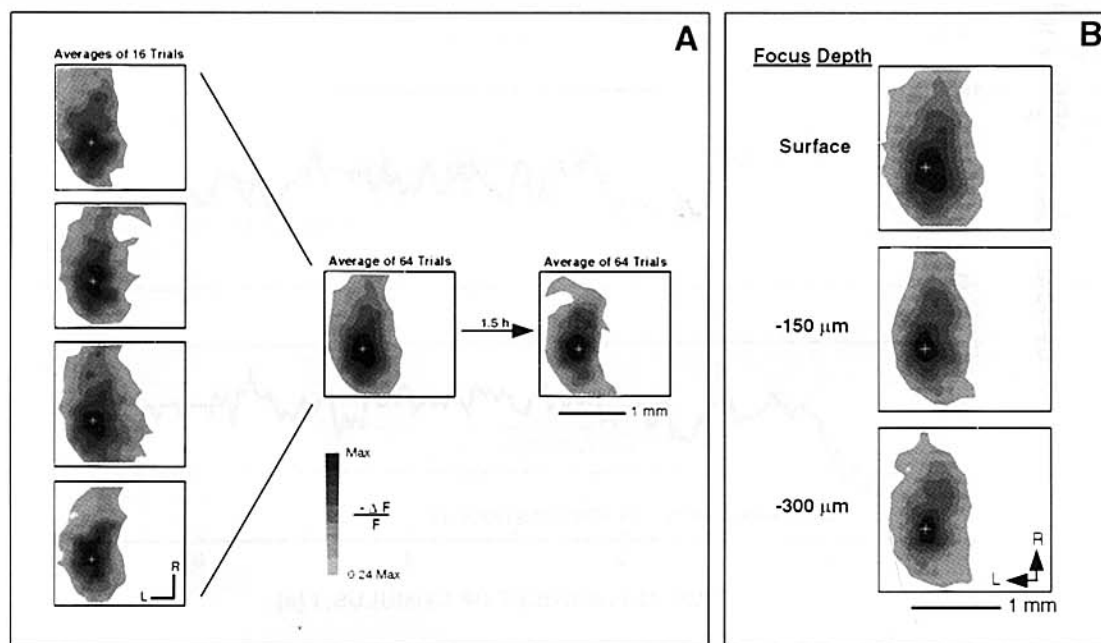 A
Averages of 16 Trials
Average of 64 Trials
1.5 h
Average of 64 Trials
1 mm
Max
- Δ F
F
0.24 Max
R
L
B
Focus Depth
Surface
-150 μm
-300 μm
R
L
1 mm